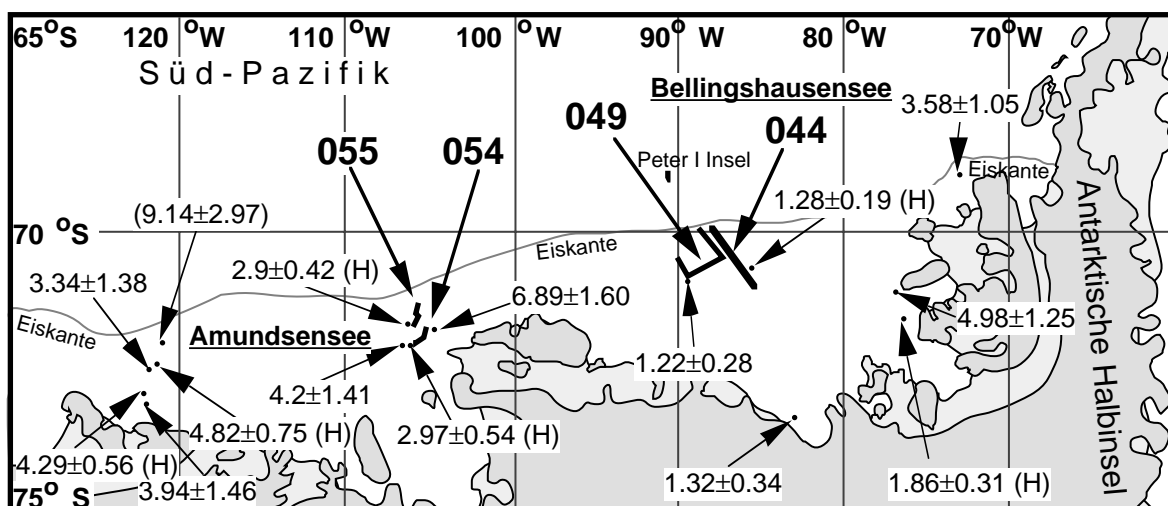 65°S 120 °W 110 °W 100 °W 90° W 80 °W 70°W
Süd-Pazifik
Bellingshausensee
3.58±1.05
049 044
055 054
Peter I Insel
Eiskante
1.28±0.19 (H)
(9.14±2.97)
70 °S
Eiskante
2.9±0.42 (H)
3.34±1.38
6.89±1.60
Eiskante
Amundsensee
4.98±1.25
1.22±0.28
4.2±1.41
4.82±0.75 (H)
2.97±0.54 (H)
4.29±0.56 (H)
3.94±1.46
1.32±0.34
1.86±0.31 (H)
75° S
Antarktische Halbinsel